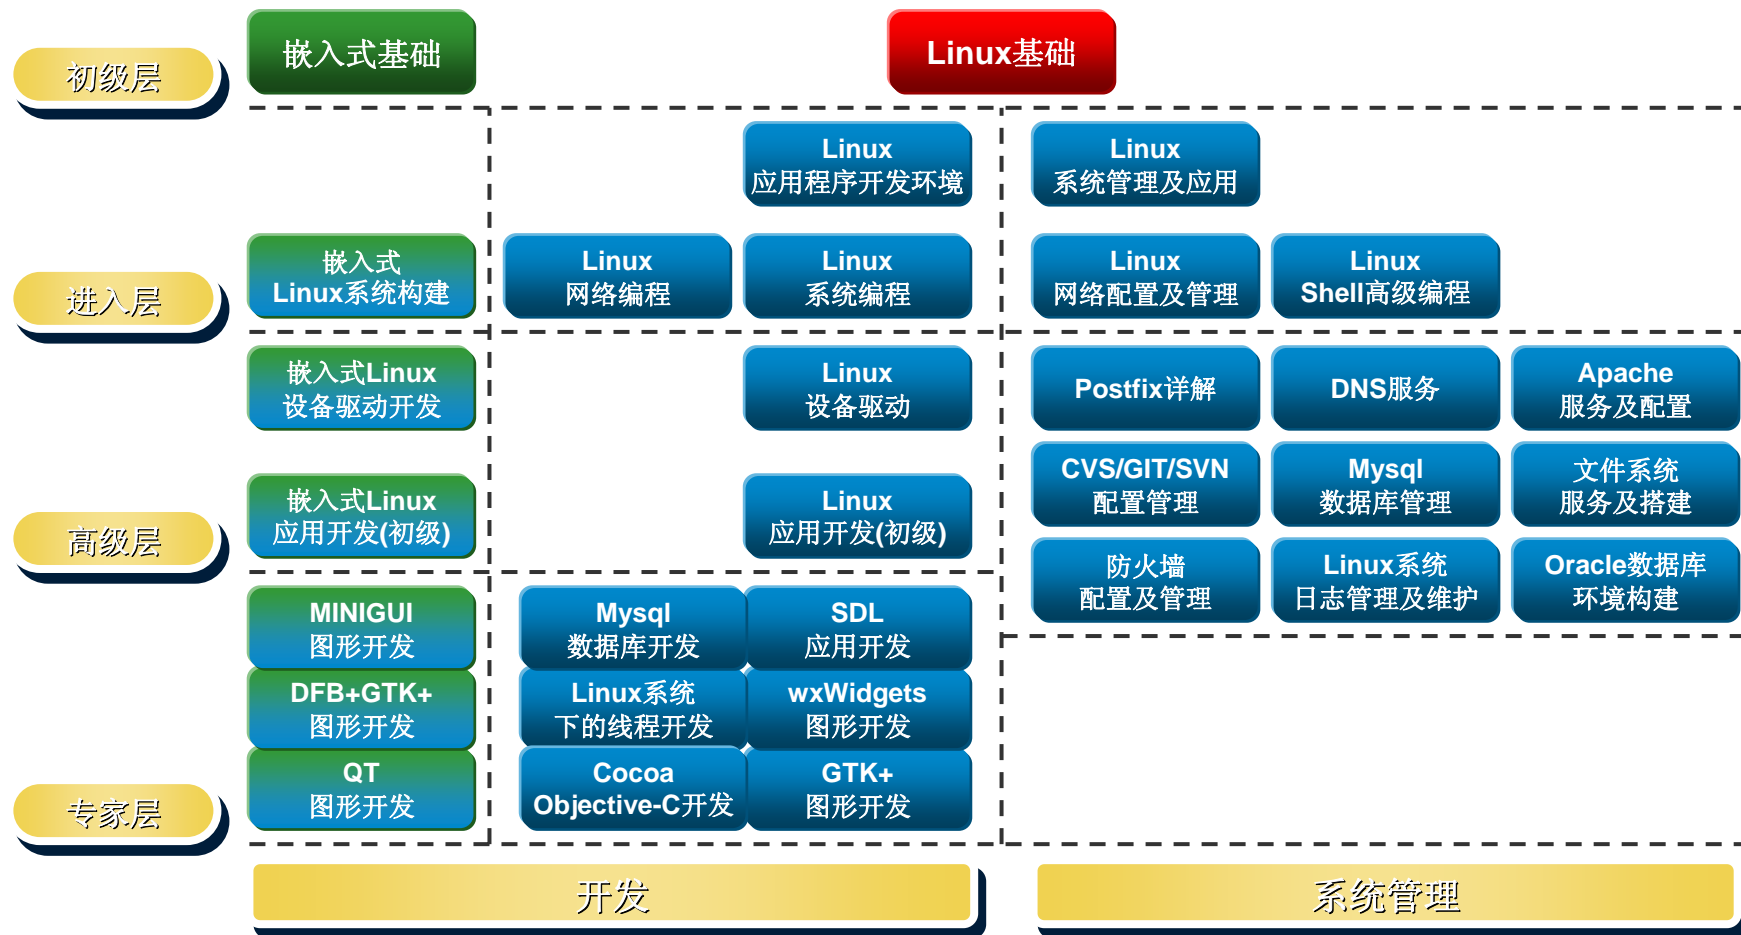 嵌入式基础
Linux基础
初级层
Linux
应用程序开发环境
Linux
系统管理及应用
进入层
嵌入式
Linux系统构建
Linux
网络编程
Linux
系统编程
Linux
网络配置及管理
Linux
Shell高级编程
嵌入式Linux
设备驱动开发
Linux
设备驱动
Postfix详解
DNS服务
Apache
服务及配置
CVS/GIT/SVN
配置管理
Mysql
数据库管理
文件系统
服务及搭建
高级层
嵌入式Linux
应用开发(初级)
Linux
应用开发(初级)
防火墙
配置及管理
Linux系统
日志管理及维护
Oracle数据库
环境构建
MINIGUI
图形开发
Mysql
数据库开发
SDL
应用开发
DFB+GTK+
图形开发
Linux系统
下的线程开发
wxWidgets
图形开发
专家层
QT
图形开发
Cocoa
Objective-C开发
GTK+
图形开发
开发
系统管理